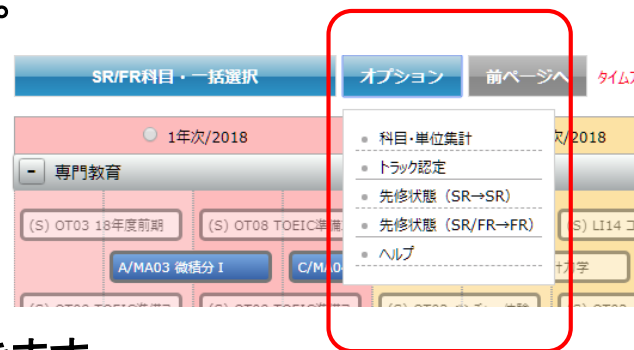 。
SR/FR科目・一括選択 オプション 前ページへ タイム
1年次/2018 次/2018
科目・単位集計
- 専門教育
トラック認定
先修状態（SR→SR）
(S) OT03 18年度前期 (S) OT08 TOEIC準備 先修状態（SR/FR→FR） (S) LI14
ヘルプ
A/MA03 微積分 I C/MA0 力学
きます